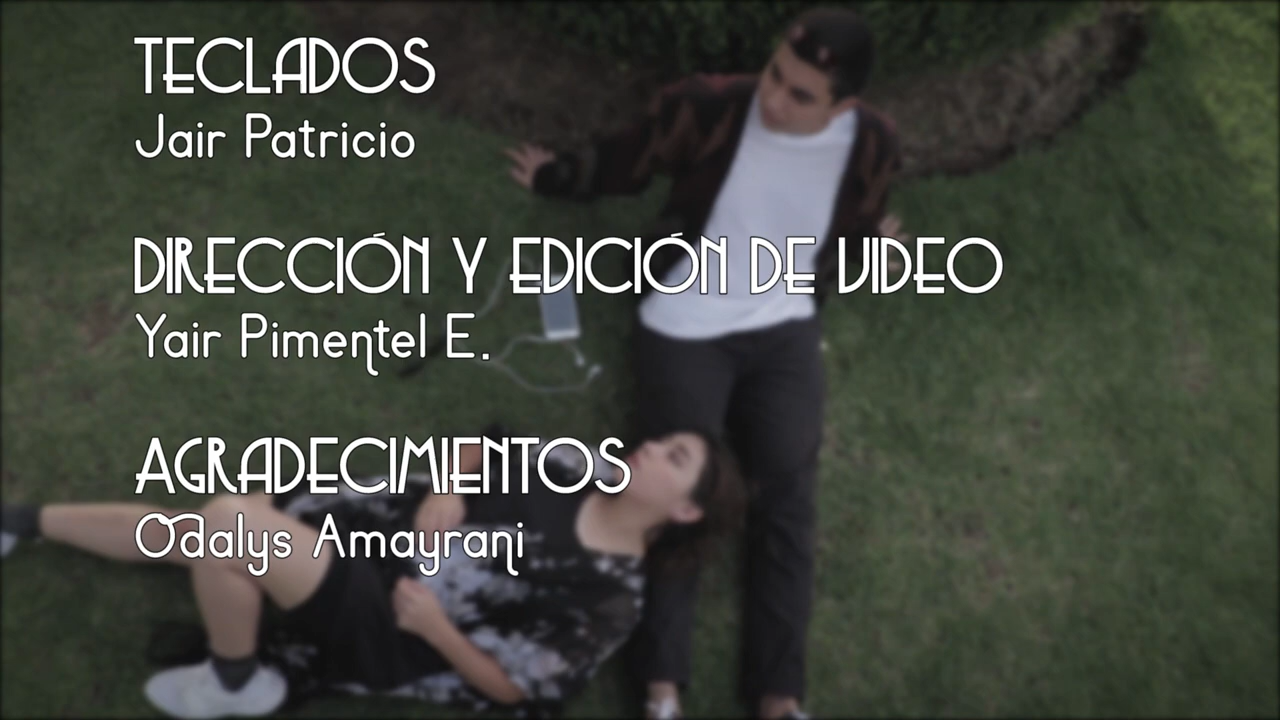 TECLADOS
Jair Patricio
DIRECCIÓN Y EDICIÓN DE VIDEO
Yair Pimentel E.
AGRADECIMIENTOS
Odalys Amayrani